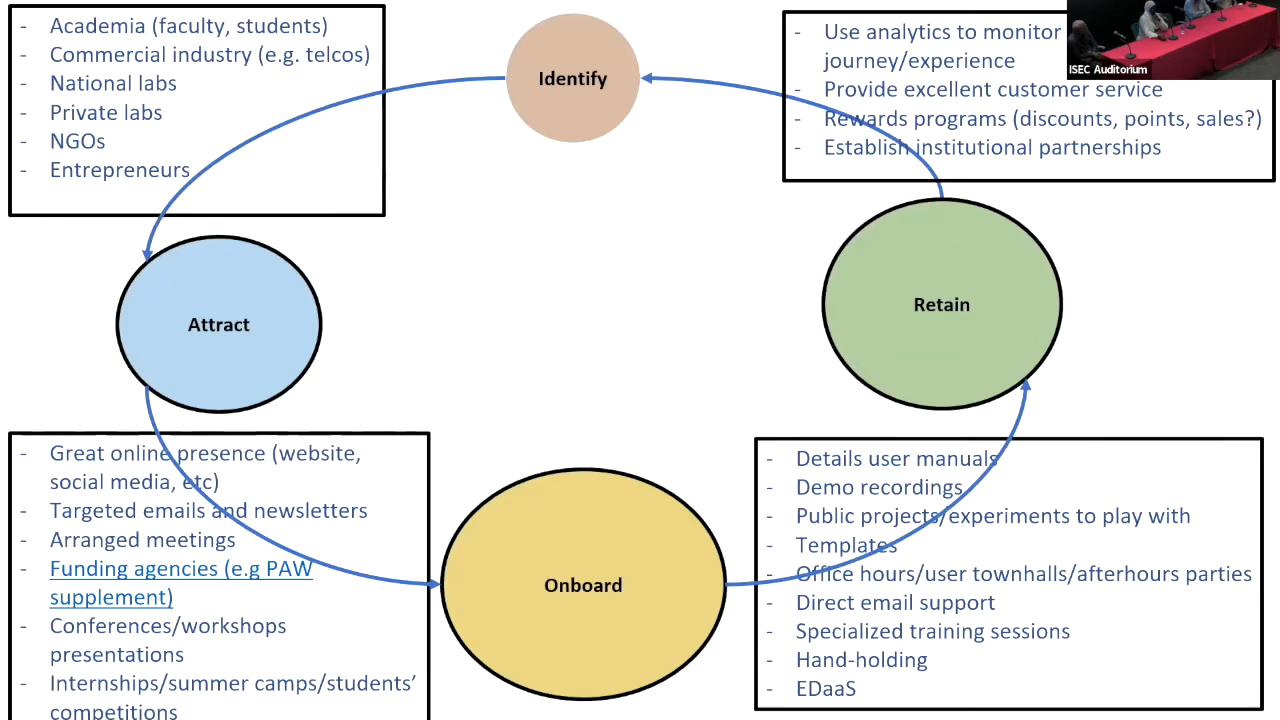 - Academia (faculty, students)
- Commercial industry (e.g. telcos)
- National labs
- Private labs
- NGOs
- Entrepreneurs
Identify
- Use analytics to monitor
journey/experience
- Provide excellent customer service
- Rewards programs (discounts, points, sales?)
- Establish institutional partnerships
ISEC Auditorium
Attract
Retain
- Great online presence (website,
social media, etc)
- Targeted emails and newsletters
- Arranged meetings
- Funding agencies (e.g PAW
supplement)
- Conferences/workshops
presentations
- Internships/summer camps/students’
competitions
Onboard
- Details user manuals
- Demo recordings
- Public projects/experiments to play with
- Templates
- Office hours/user townhalls/afterhours parties
- Direct email support
- Specialized training sessions
- Hand-holding
- EDaaS